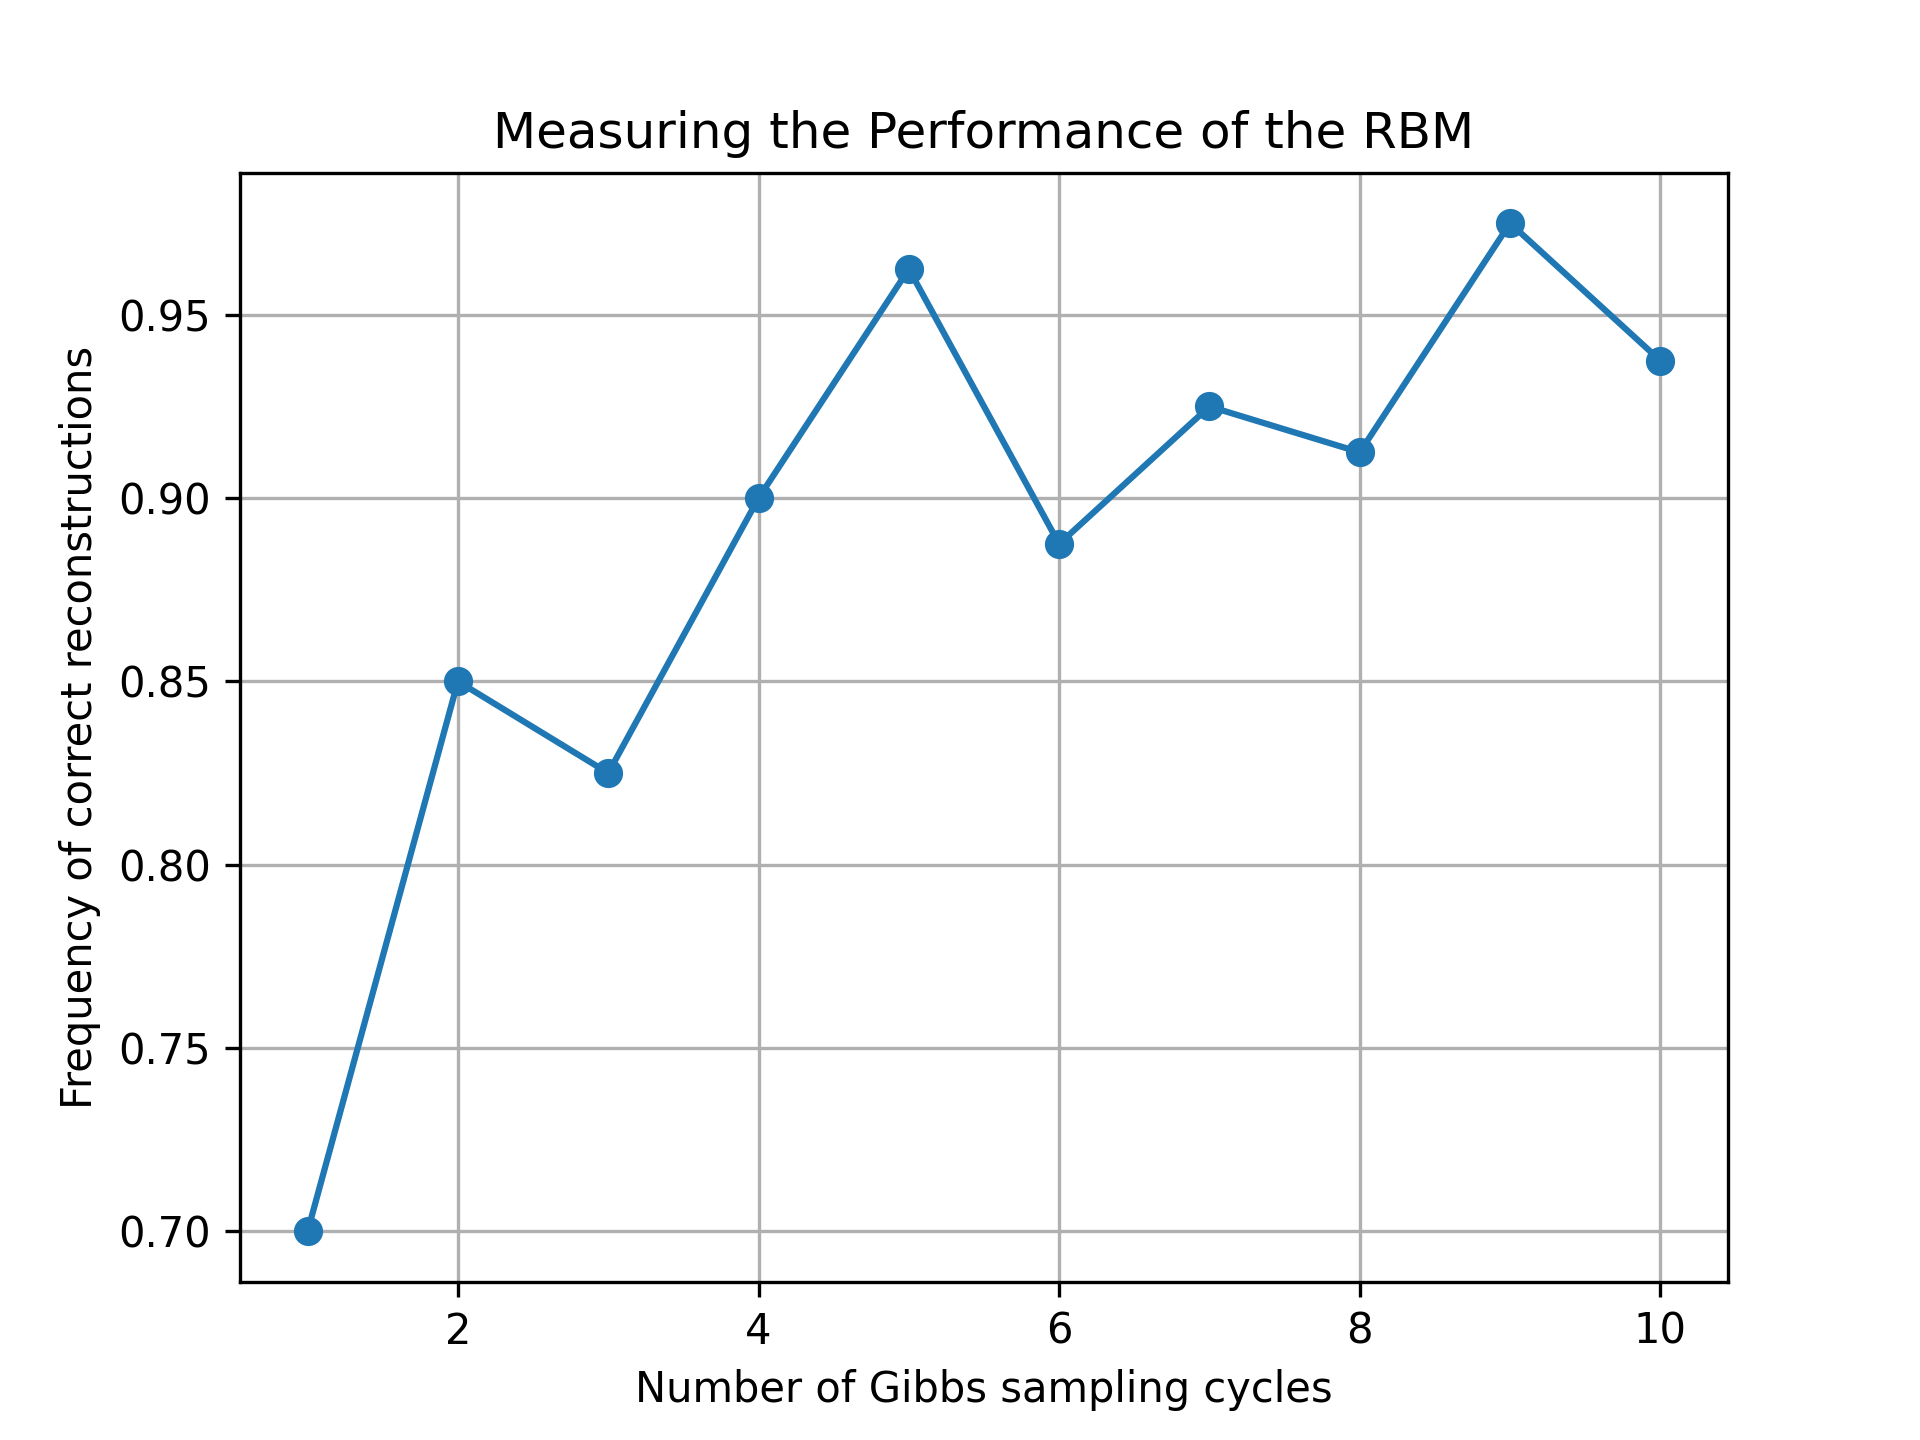 Measuring the Performance of the RBM
Frequency of correct reconstructions
0.95
0.90
0.85
0.80
0.75
0.70
2 4 6 8 10
Number of Gibbs sampling cycles